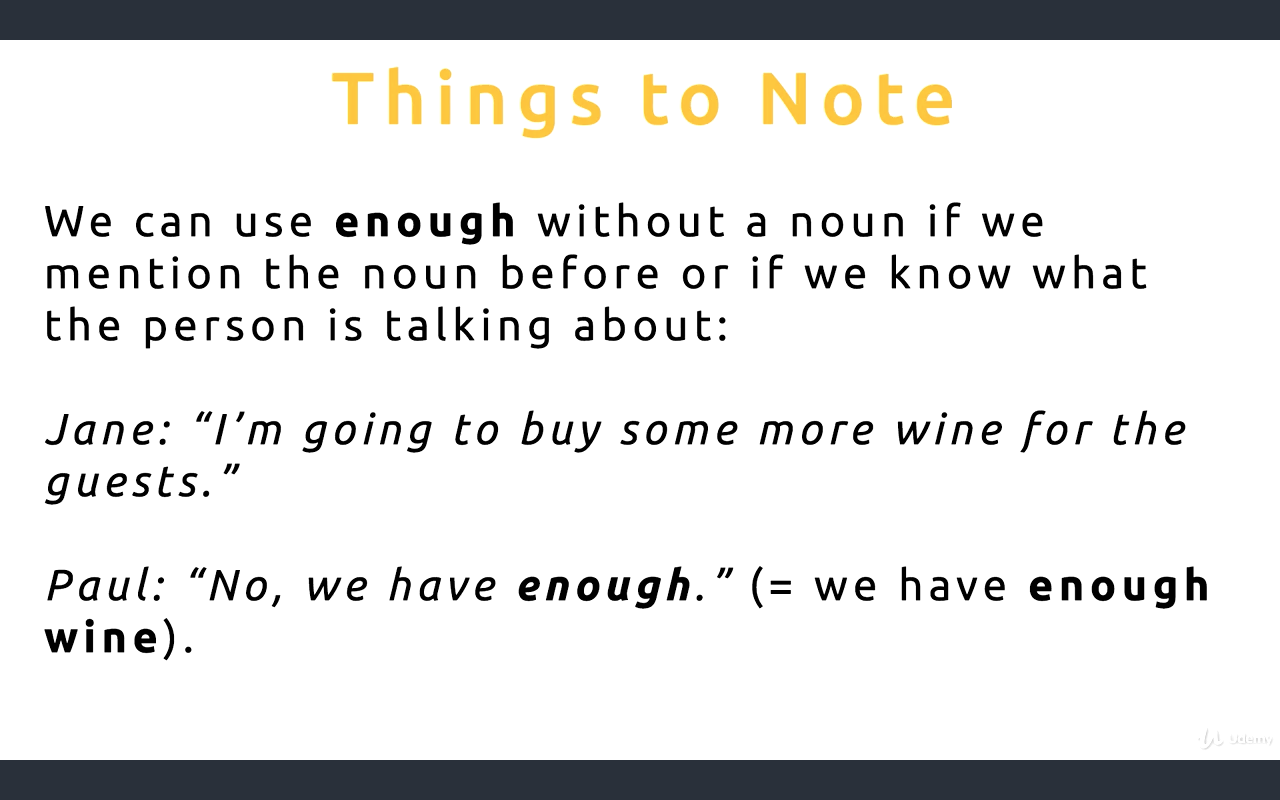 Things to Note
We can use enough without a noun if we
mention the noun before or if we know what
the person is talking about:
Jane: “I’m going to buy some more wine for the
guests.”
Paul: “No, we have enough.” (= we have enough
wine).
Udemy